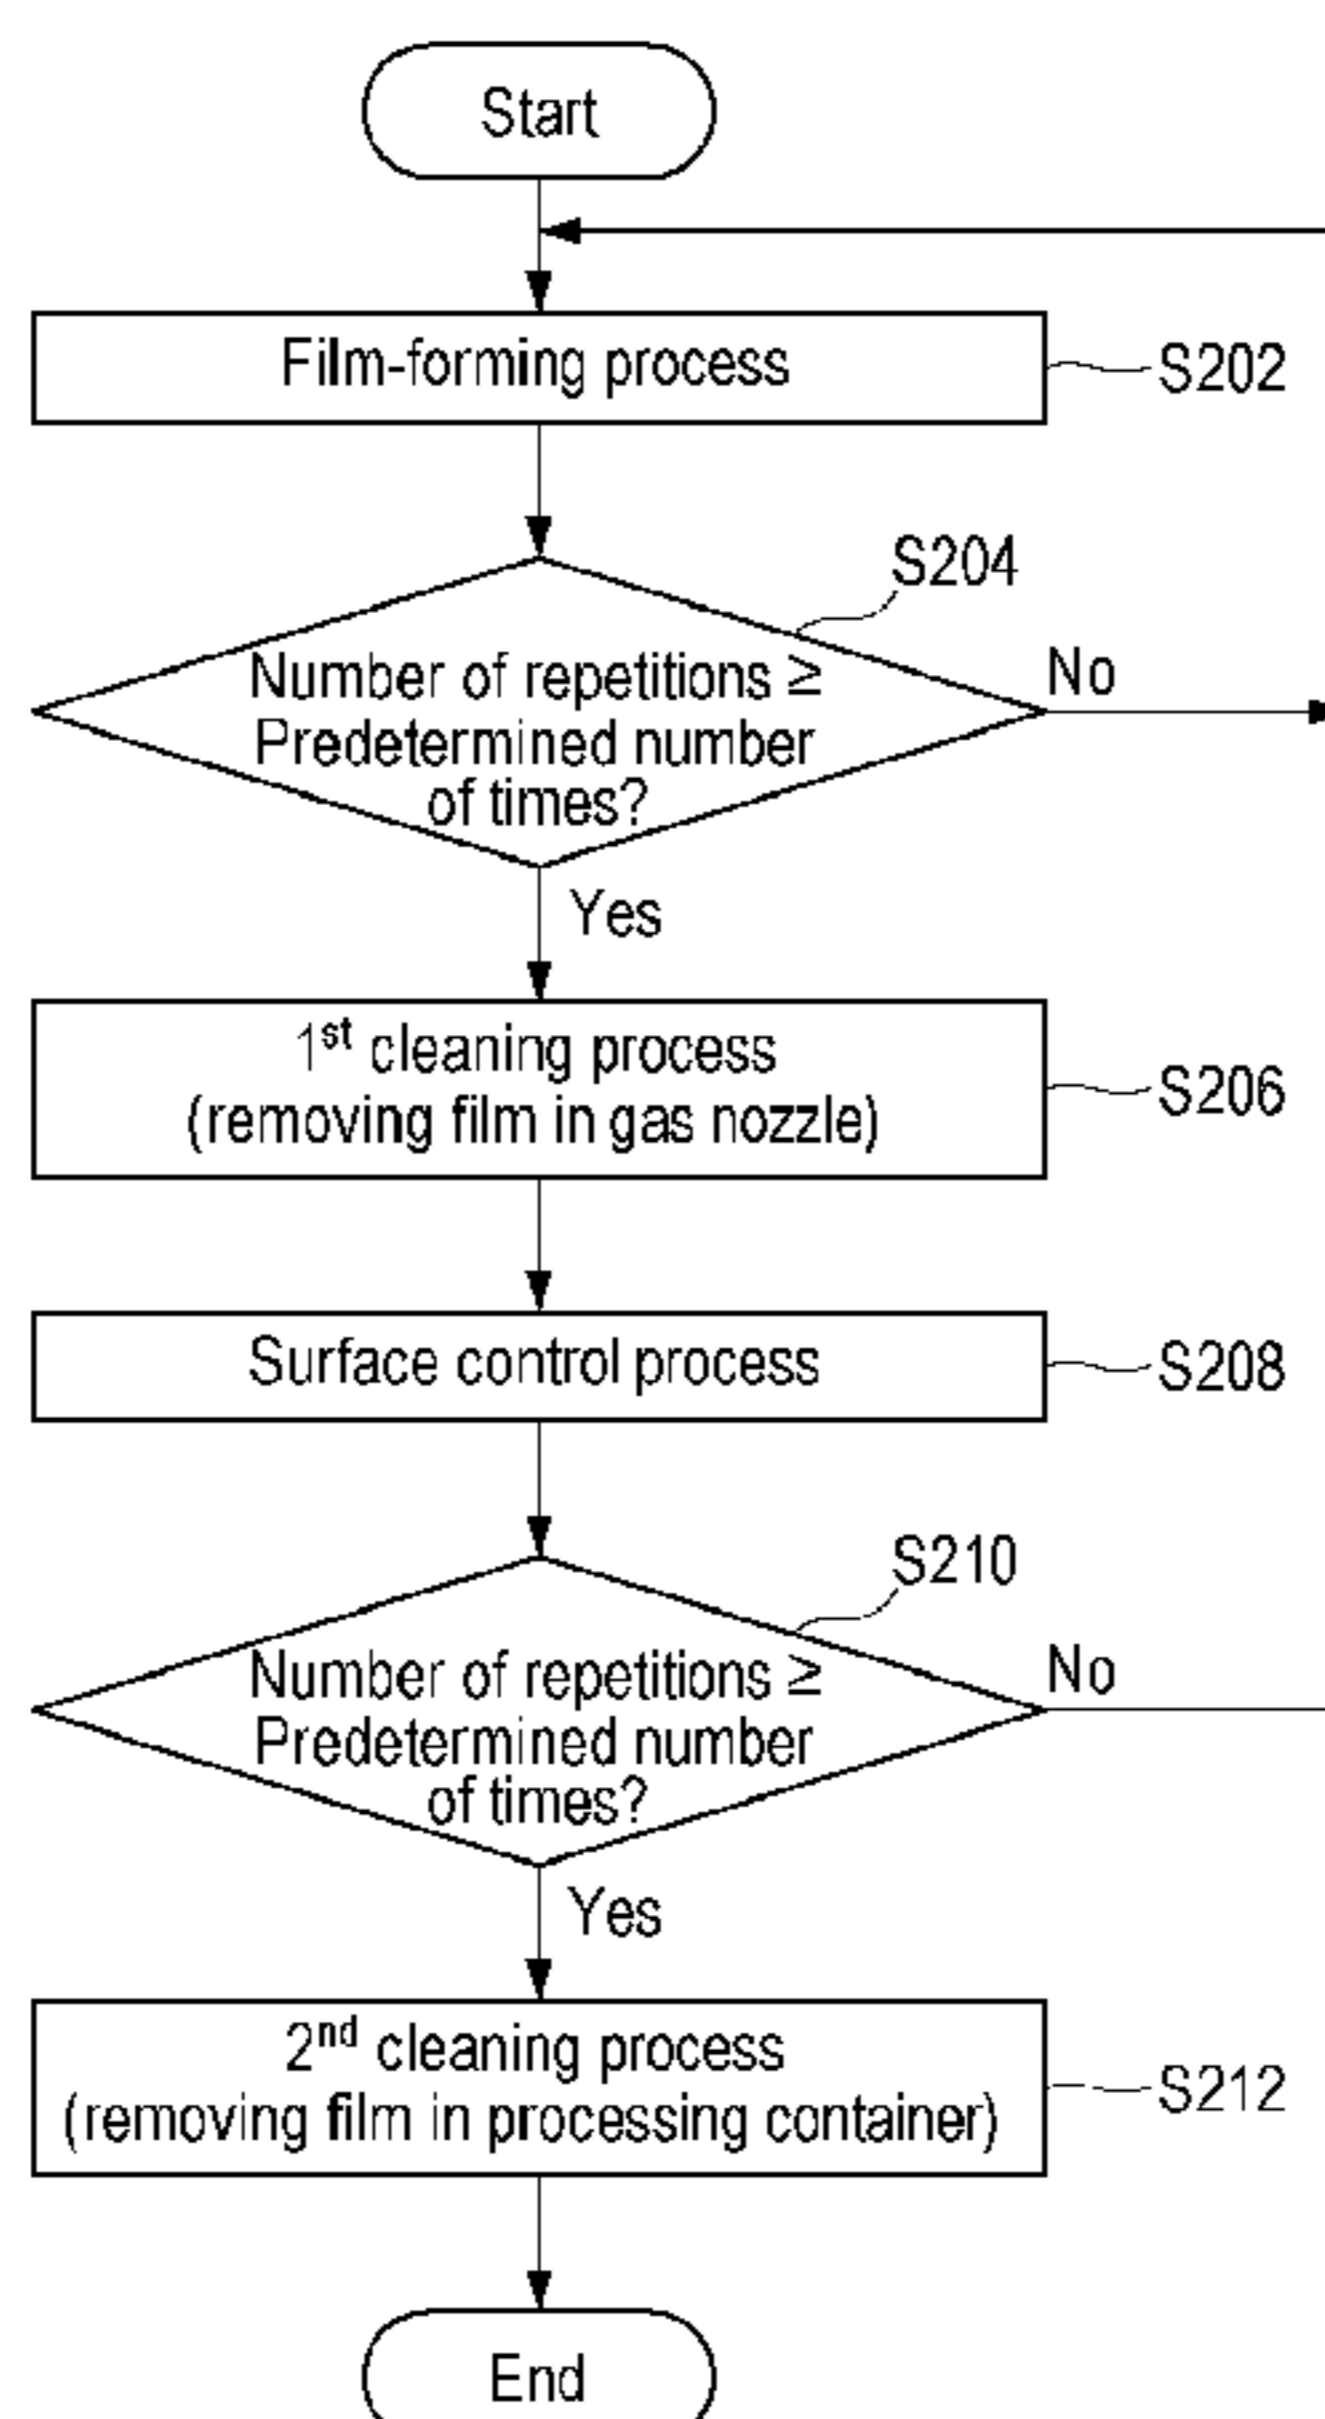 Start
Film-forming process
S202
S204
Number of repetitions ≥
Predetermined number
of times?
No
Yes
1st cleaning process
(removing film in gas nozzle)
S206
Surface control process
S208
S210
Number of repetitions ≥
Predetermined number
of times?
No
Yes
2nd cleaning process
(removing film in processing container)
S212
End